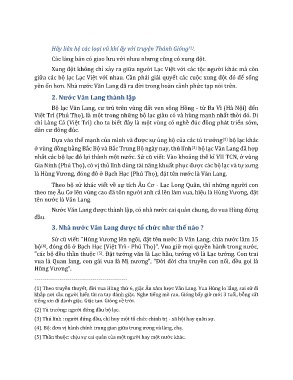 Hãy liên hệ các loại vũ khí ấy với truyện Thánh Gióng(1).
Các làng bản có giao lưu với nhau nhưng cũng có xung đột.
Xung đột không chỉ xảy ra giữa người Lạc Việt với các tộc người khác mà còn
giữa các bộ lạc Lạc Việt với nhau. Cần phải giải quyết các cuộc xung đột đó để sống
yên ổn hơn. Nhà nước Văn Lang đã ra đời trong hoàn cảnh phức tạp nói trên.
2. Nước Văn Lang thành lập
Bộ lạc Văn Lang, cư trú trên vùng đất ven sông Hồng - từ Ba Vì (Hà Nội) đến
Việt Trì (Phú Thọ), là một trong những bộ lạc giàu có và hùng mạnh nhất thời đó. Di
chỉ Làng Cả (Việt Trì) cho ta biết đây là một vùng có nghề đúc đồng phát triển sớm,
dân cư đông đúc.
Dựa vào thế mạnh của mình và được sự ủng hộ của các tù trưởng(2) bộ lạc khác
ở vùng đồng bằng Bắc Bộ và Bắc Trung Bộ ngày nay, thủ lĩnh(3) bộ lạc Văn Lang đã hợp
nhất các bộ lạc đó lại thành một nước. Sử cũ viết: Vào khoảng thế kỉ VII TCN, ở vùng
Gia Ninh (Phú Thọ), có vị thủ lĩnh dùng tài năng khuất phục được các bộ lạc và tự xưng
là Hùng Vương, đóng đô ở Bạch Hạc (Phú Thọ), đặt tên nước là Văn Lang.
Theo bộ sử khác viết về sự tích Âu Cơ - Lạc Long Quân, thì những người con
theo mẹ Âu Cơ lên vùng cao đã tôn người anh cả lên làm vua, hiệu là Hùng Vương, đặt
tên nước là Văn Lang.
Nước Văn Lang được thành lập, có nhà nước cai quản chung, do vua Hùng đứng
đầu.
3. Nhà nước Văn Lang được tổ chức như thế nào ?
Sử cũ viết: "Hùng Vương lên ngôi, đặt tên nước là Văn Lang, chia nước làm 15
bộ(4), đóng đô ở Bạch Hạc (Việt Trì - Phú Thọ)". Vua giữ mọi quyền hành trong nước,
"các bộ đều thần thuộc (5). Đặt tướng văn là Lạc hầu, tướng võ là Lạc tướng. Con trai
vua là Quan lang, con gái vua là Mị nương", "Đời đời cha truyền con nối, đều gọi là
Hùng Vương".
(1) Theo truyền thuyết, đời vua Hùng thứ 6, giặc Ân xâm lược Văn Lang. Vua Hùng lo lắng, sai sứ đi
khắp nơi cầu người hiền tài ra tay đánh giặc. Nghe tiếng sứ rao, Gióng bấy giờ mới 3 tuổi, bỗng cất
tiếng xin đi đánh giặc. Giặc tan, Gióng về trời.
(2) Tù trưởng: người đứng đầu bộ lạc.
(3) Thủ lĩnh : người đứng đầu, chỉ huy một tổ chức chính trị - xã hội hay quân sự.
(4) Bộ: đơn vị hành chính trung gian giữa trung ương và làng, chạ.
(5) Thần thuộc: chịu sự cai quản của một người hay một nước khác.